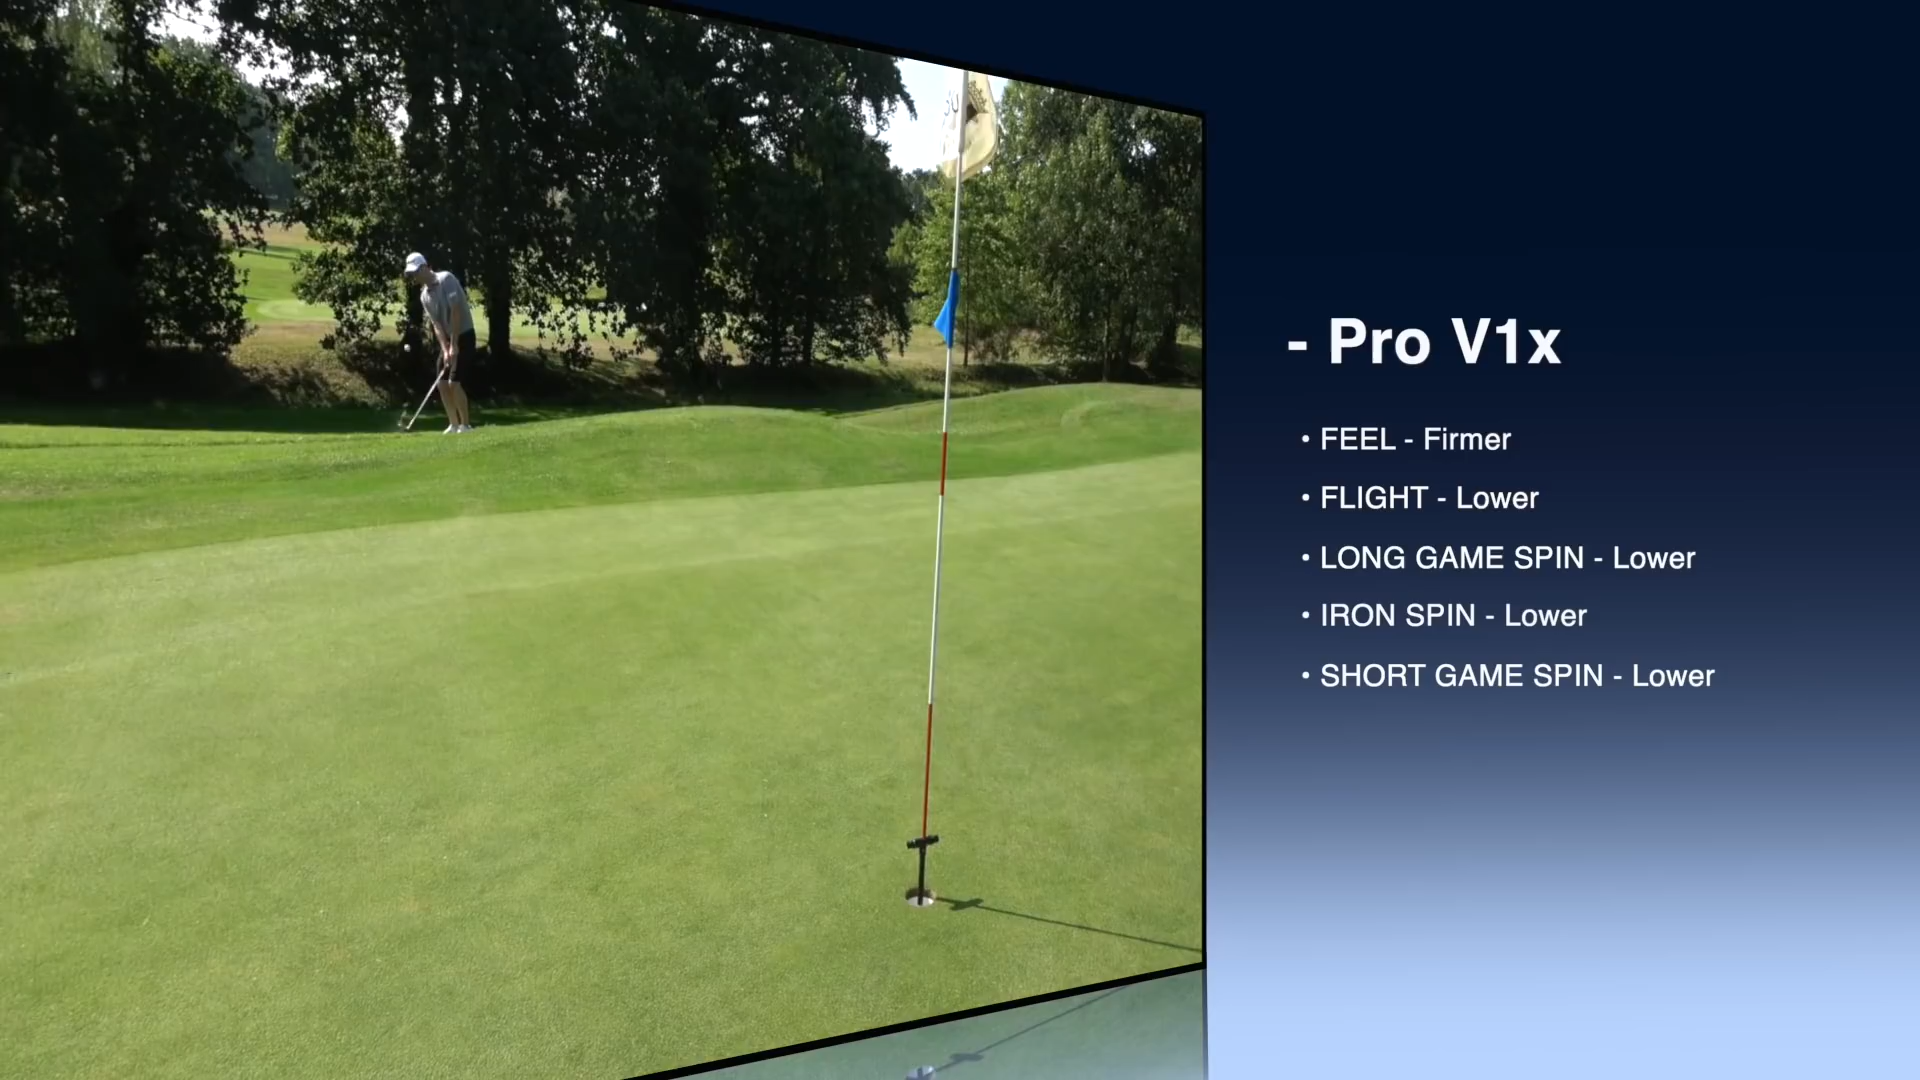 - Pro V1x
• FEEL - Firmer
• FLIGHT - Lower
• LONG GAME SPIN - Lower
• IRON SPIN - Lower
• SHORT GAME SPIN - Lower